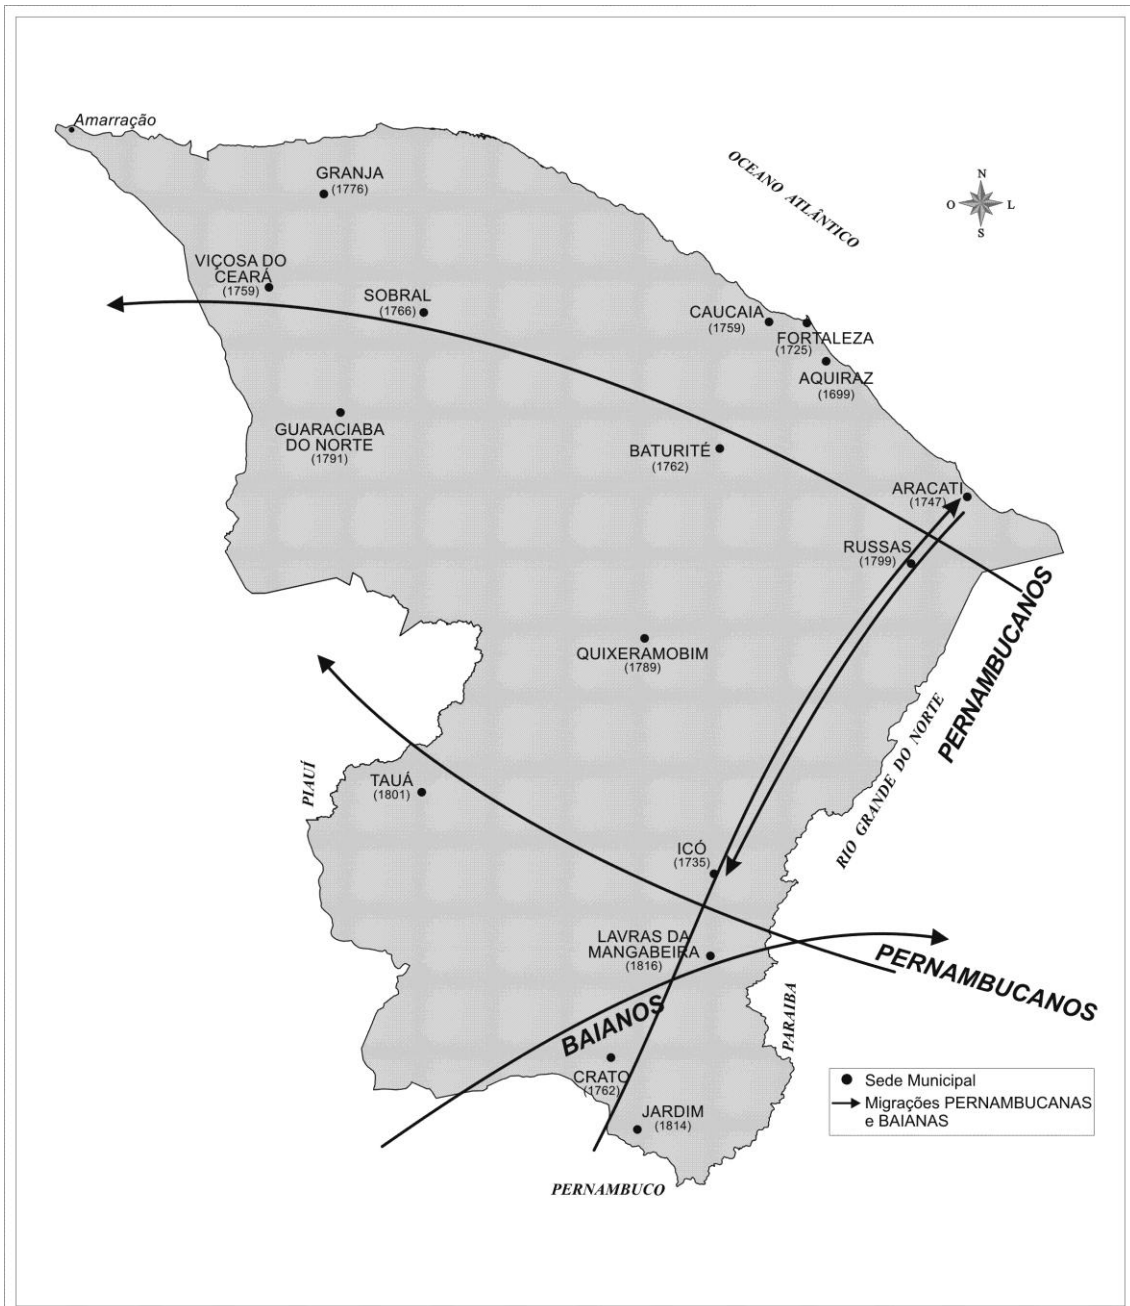 Amarração
GRANJA
(1776)
OCEANO ATLÂNTICO
N
O
L
S
VIÇOSA DO
CEARÁ
(1759)
SOBRAL
(1766)
CAUCAIA
(1759)
FORTALEZA
(1725)
AQUIRAZ
(1699)
GUARACIABA
DO NORTE
(1791)
BATURITÉ
(1762)
ARACATI
(1747)
RUSSAS
(1799)
PERNAMBUCANOS
QUIXERAMOBIM
(1789)
RIO GRANDE DO NORTE
PIAUÍ
TAUÁ
(1801)
ICÓ
(1735)
LAVRAS DA
MANGABEIRA
(1816)
PERNAMBUCANOS
BAIANOS
PARAIBA
CRATO
(1762)
JARDIM
(1814)
PERNAMBUCO
Sede Municipal
Migrações PERNAMBUCANAS
e BAIANAS